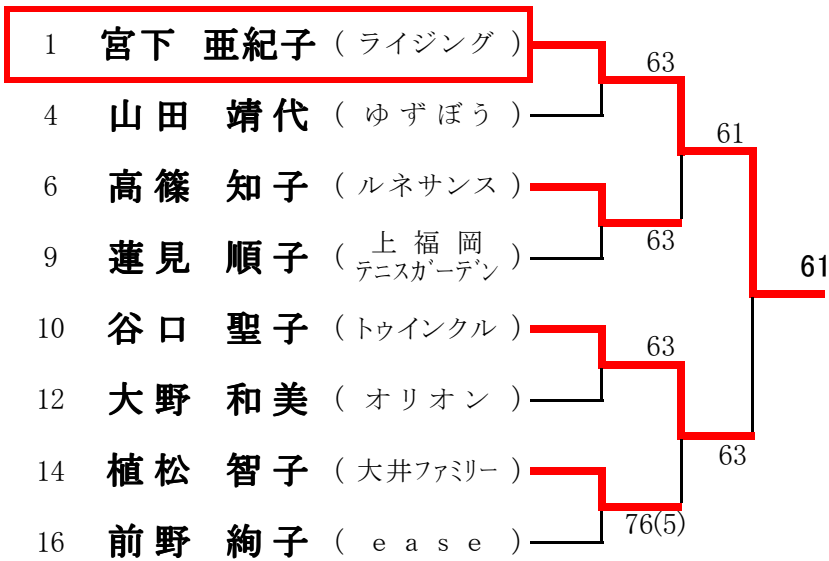 1 宮下 亜紀子 ( ライジング )
63
4 山田 靖代 ( ゆずぼう )
61
6 高篠 知子 ( ルネサンス )
63
9 蓮見 順子 ( 上福岡 テニスガーデン )
61
10 谷口 聖子 ( トゥインクル )
63
12 大野 和美 ( オリオン )
63
14 植松 智子 ( 大井ファミリー )
76(5)
16 前野 絢子 ( ease )